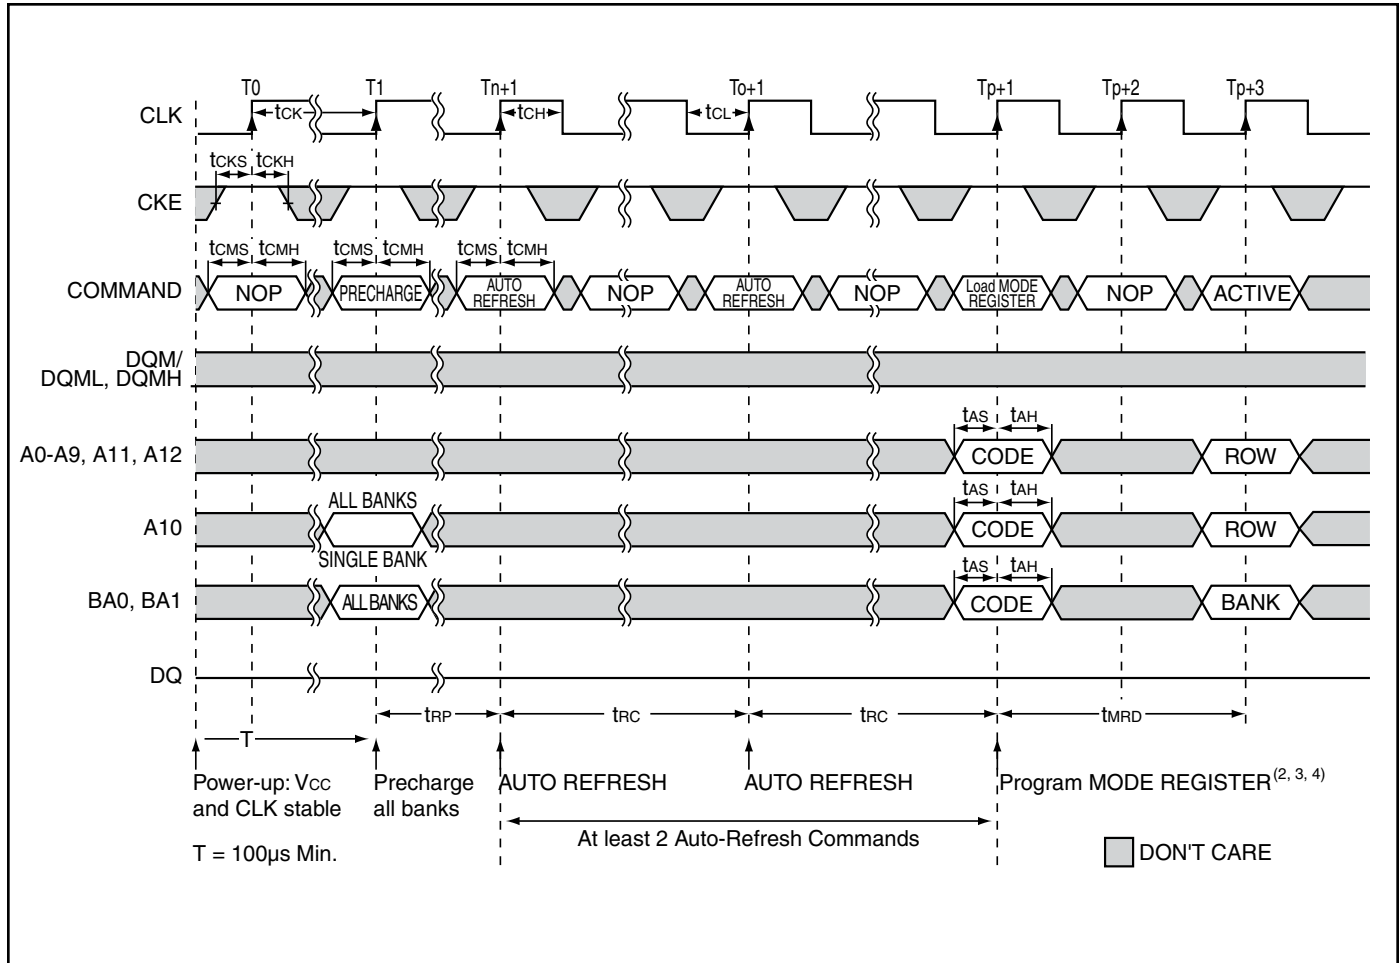 T0 T1 Tn+1 To+1 Tp+1 Tp+2 Tp+3
CLK tCK tCH tCL
tCKS tCKH
CKE
tCMS tCMH tCMS tCMH tCMS tCMH
COMMAND NOP PRECHARGE AUTO REFRESH NOP AUTO REFRESH NOP Load MODE REGISTER NOP ACTIVE
DQM/
DQML, DQMH
tAS tAH
A0-A9, A11, A12 CODE ROW
ALL BANKS tAS tAH
A10 CODE ROW
SINGLE BANK tAS tAH
BA0, BA1 ALL BANKS CODE BANK
DQ
tRP tRC tRC tMRD
T
Power-up: VCC
and CLK stable
Precharge
all banks
AUTO REFRESH
AUTO REFRESH
Program MODE REGISTER(2, 3, 4)
At least 2 Auto-Refresh Commands
T = 100µs Min.
DON'T CARE